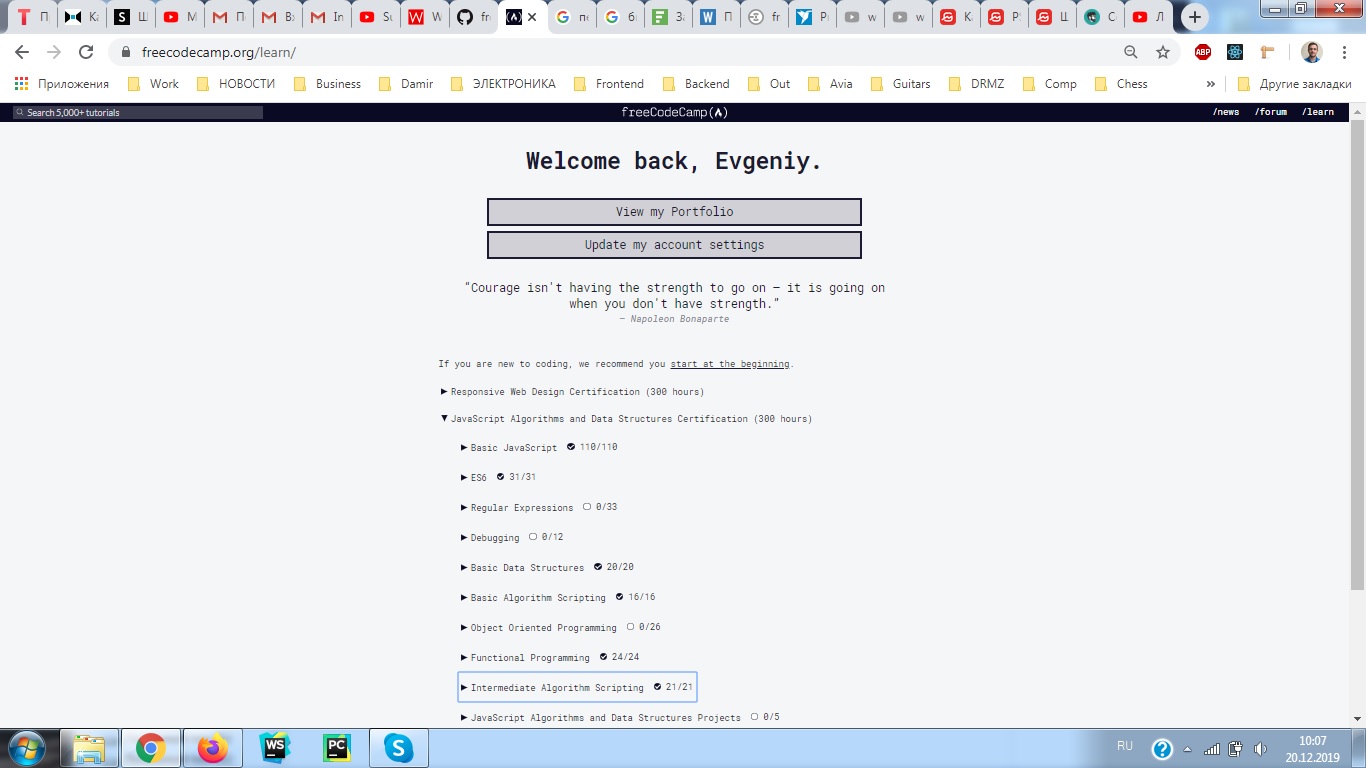 freecodecamp.org/learn/
ABP
Приложения Work НОВОСТИ Business Damir ЭЛЕКТРОНИКА Frontend Backend Out Avia Guitars DRMZ Comp Chess » Другие закладки
Search 5,000+ tutorials freeCodeCamp /news /forum /learn
Welcome back, Evgeniy.
View my Portfolio
Update my account settings
“Courage isn't having the strength to go on — it is going on
when you don't have strength.”
— Napoleon Bonaparte
If you are new to coding, we recommend you start at the beginning.
Responsive Web Design Certification (300 hours)
JavaScript Algorithms and Data Structures Certification (300 hours)
Basic JavaScript 110/110
ES6 31/31
Regular Expressions 0/33
Debugging 0/12
Basic Data Structures 20/20
Basic Algorithm Scripting 16/16
Object Oriented Programming 0/26
Functional Programming 24/24
Intermediate Algorithm Scripting 21/21
JavaScript Algorithms and Data Structures Projects 0/5
WS PC RU 10:07
20.12.2019